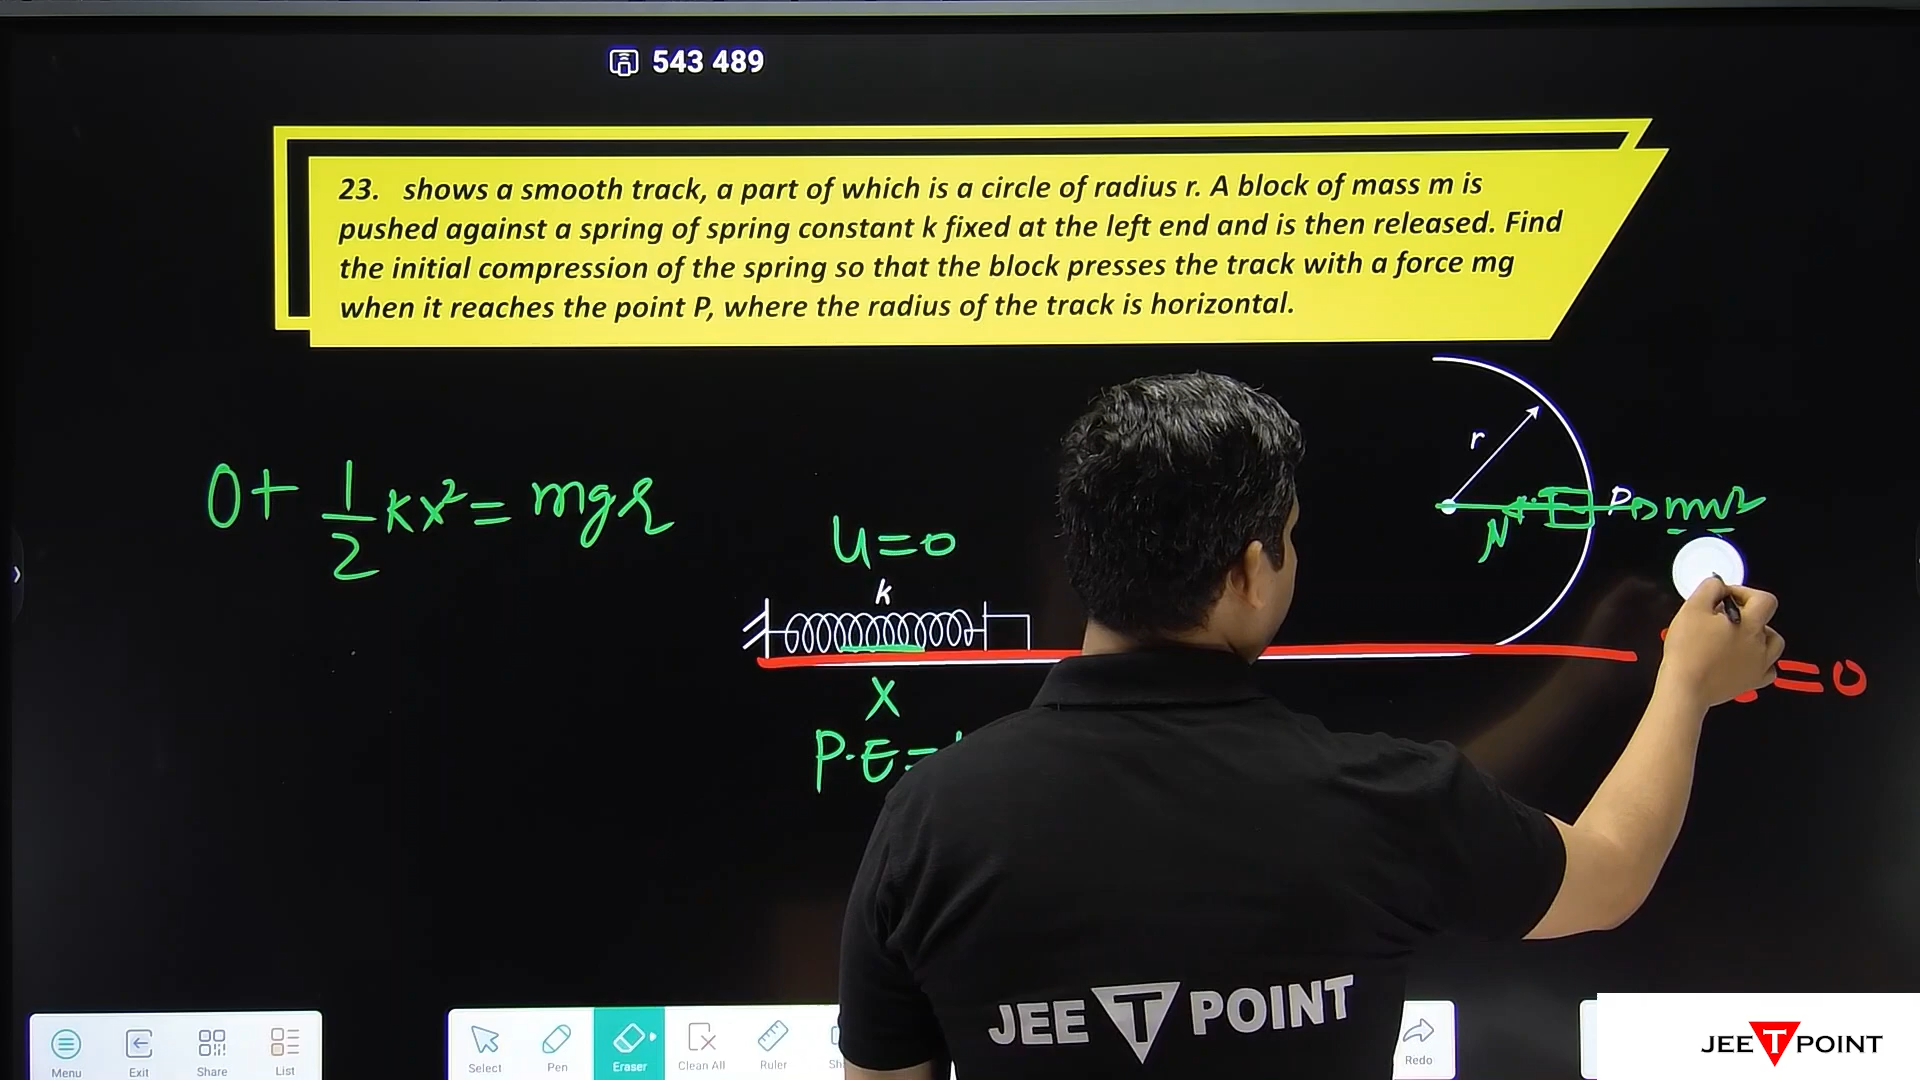 543 489
23. shows a smooth track, a part of which is a circle of radius r. A block of mass m is
pushed against a spring of spring constant k fixed at the left end and is then released. Find
the initial compression of the spring so that the block presses the track with a force mg
when it reaches the point P, where the radius of the track is horizontal.
0 + 1/2 kx² = mgr
U=0
k
x
P.E =
r
N
P
mv²
= 0
JEE T POINT
Menu
Exit
Share
List
Select
Pen
Eraser
Clean All
Ruler
Redo
JEE T POINT